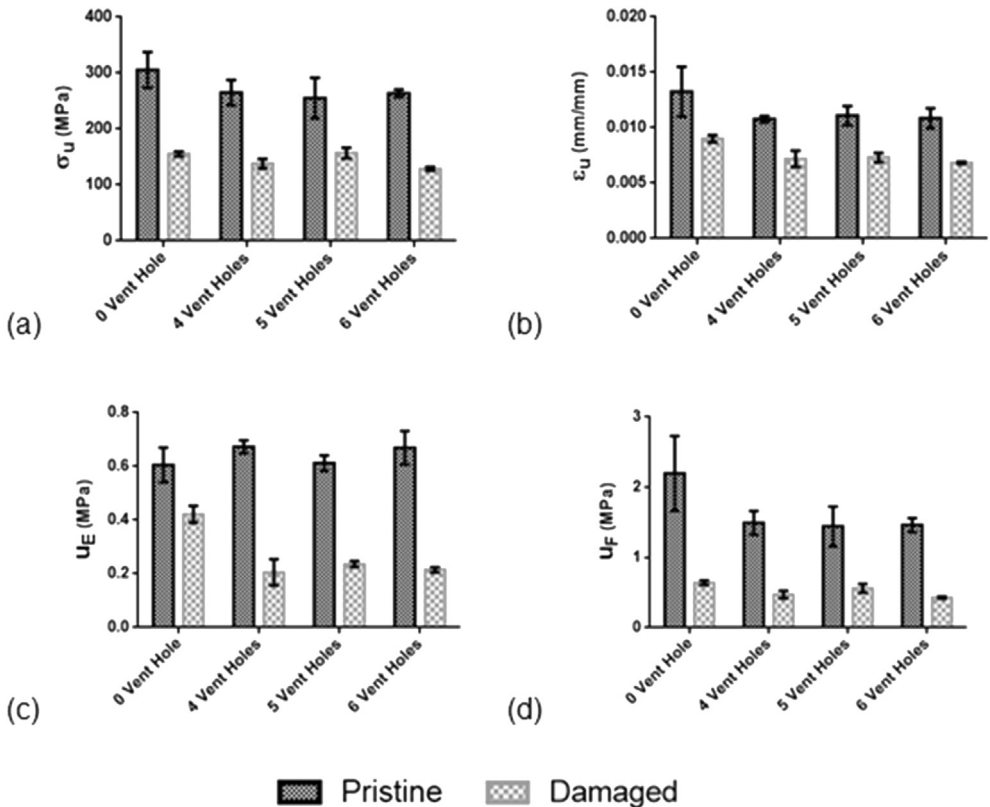 400
300
200
100
0
σu (MPa)
0 Vent Hole
4 Vent Holes
5 Vent Holes
6 Vent Holes
(a)
0.020
0.015
0.010
0.005
0.000
εu (mm/mm)
0 Vent Hole
4 Vent Holes
5 Vent Holes
6 Vent Holes
(b)
0.8
0.6
0.4
0.2
0.0
uE (MPa)
0 Vent Hole
4 Vent Holes
5 Vent Holes
6 Vent Holes
(c)
3
2
1
0
uF (MPa)
0 Vent Hole
4 Vent Holes
5 Vent Holes
6 Vent Holes
(d)
Pristine
Damaged